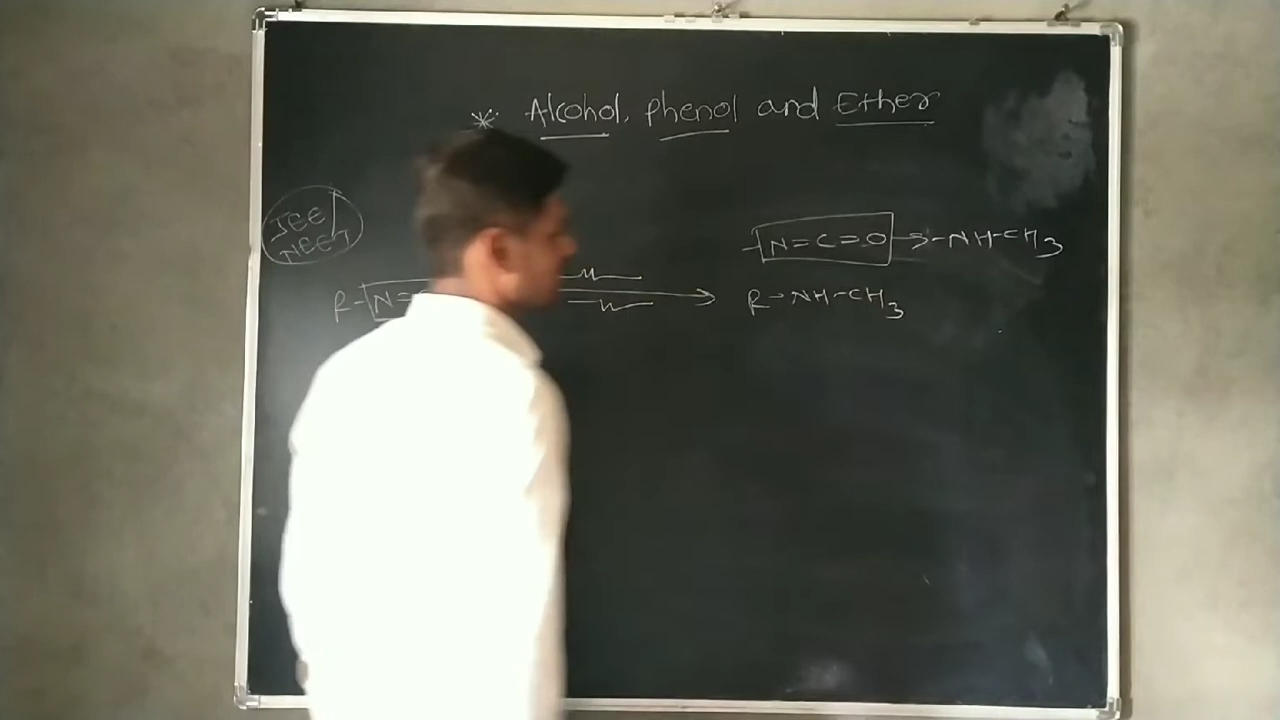 * Alcohol, phenol and Ether
JEE/
NEET
-N=C=O → -NH-CH3
R-N= → R-NH-CH3